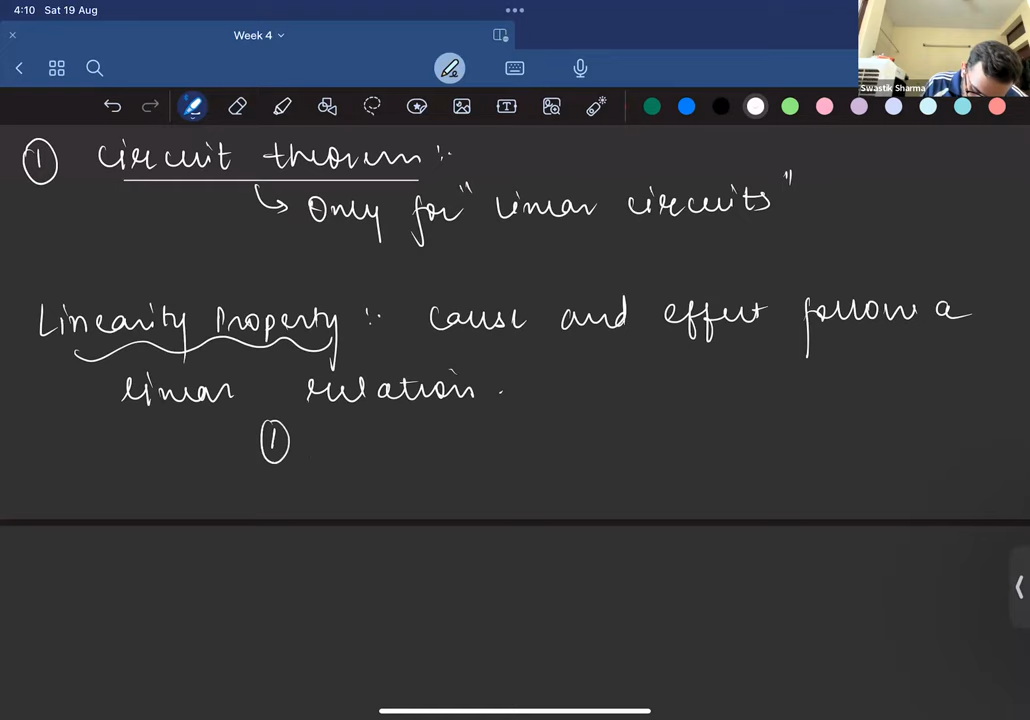 4:10 Sat 19 Aug
Week 4
Swastik Sharma
① Circuit theorem :-
↳ Only for " linear circuits "
Linearity Property :- cause and effect follow a
linear relation .
①